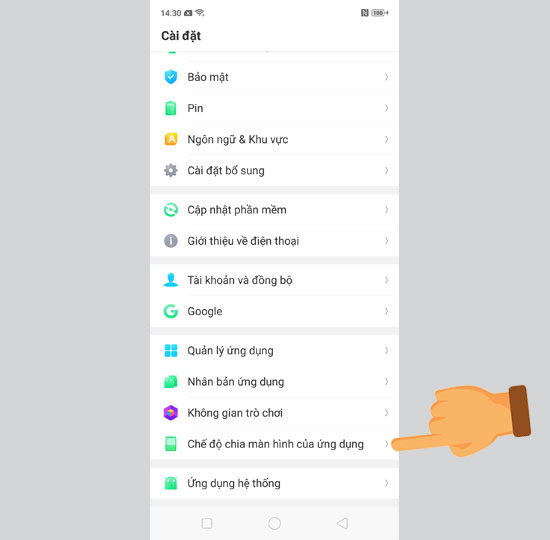 14:30
100
Cài đặt
Bảo mật
Pin
Ngôn ngữ & Khu vực
Cài đặt bổ sung
Cập nhật phần mềm
Giới thiệu về điện thoại
Tài khoản và đồng bộ
Google
Quản lý ứng dụng
Nhân bản ứng dụng
Không gian trò chơi
Chế độ chia màn hình của ứng dụng
Ứng dụng hệ thống